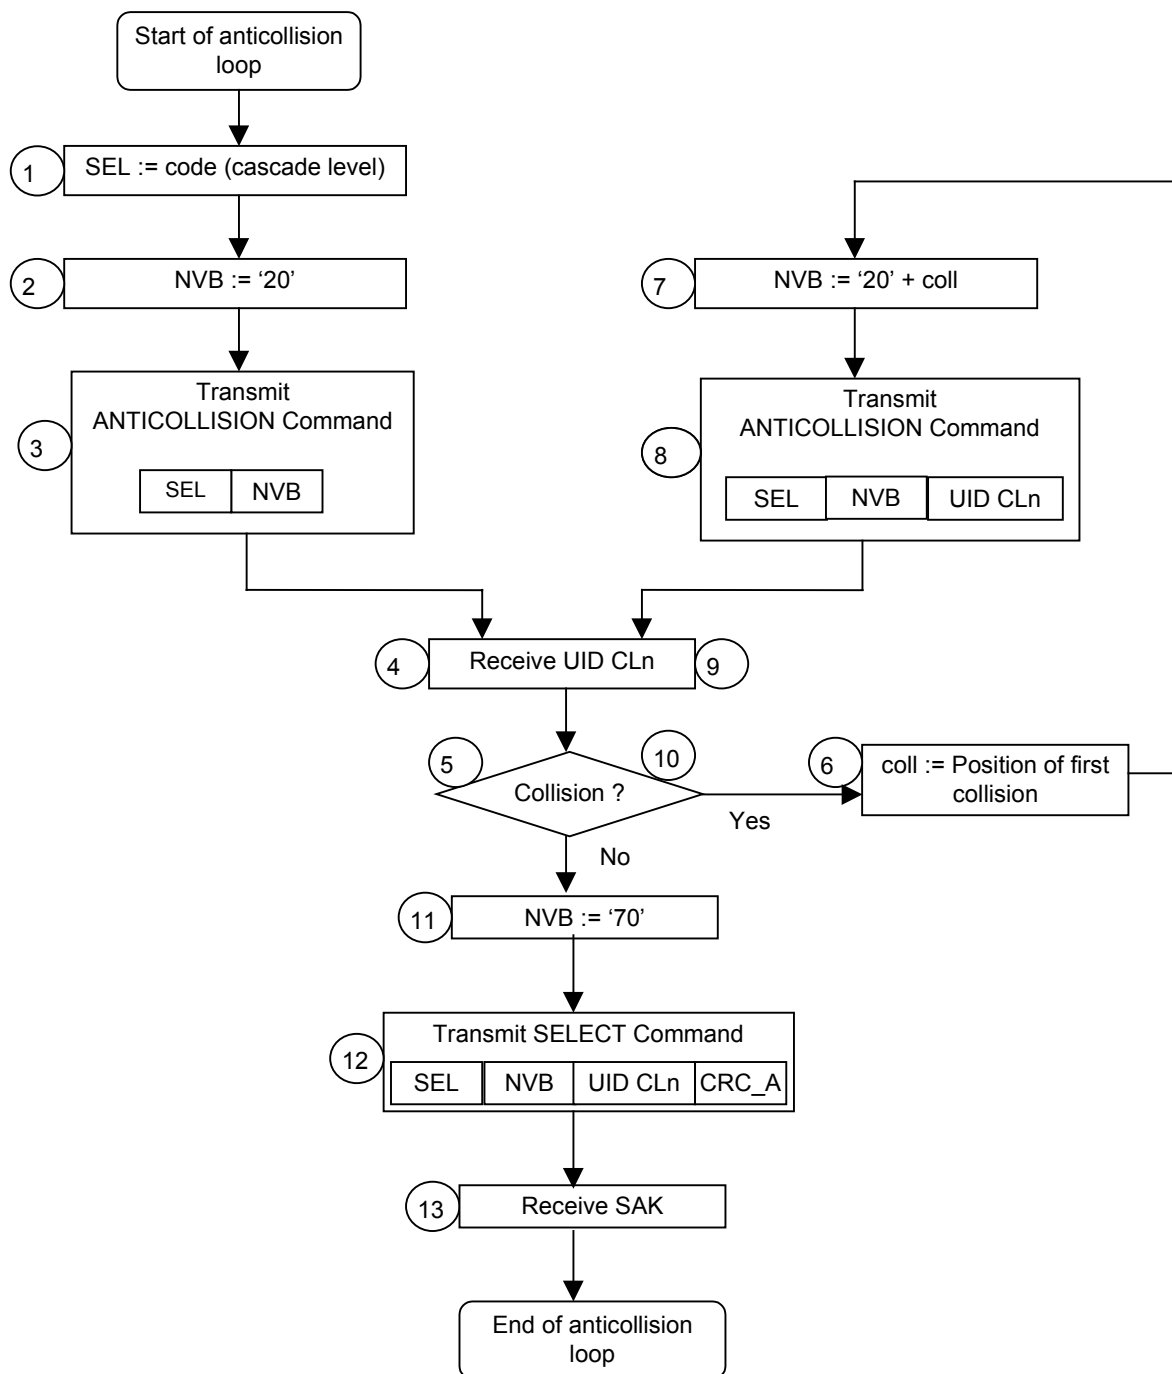 Start of anticollision
loop
1
SEL := code (cascade level)
2
NVB := ‘20’
7
NVB := ‘20’ + coll
3
Transmit
ANTICOLLISION Command
SEL NVB
8
Transmit
ANTICOLLISION Command
SEL NVB UID CLn
4
Receive UID CLn
9
5
10
Collision ?
Yes
No
6
coll := Position of first
collision
11
NVB := ‘70’
12
Transmit SELECT Command
SEL NVB UID CLn CRC_A
13
Receive SAK
End of anticollision
loop